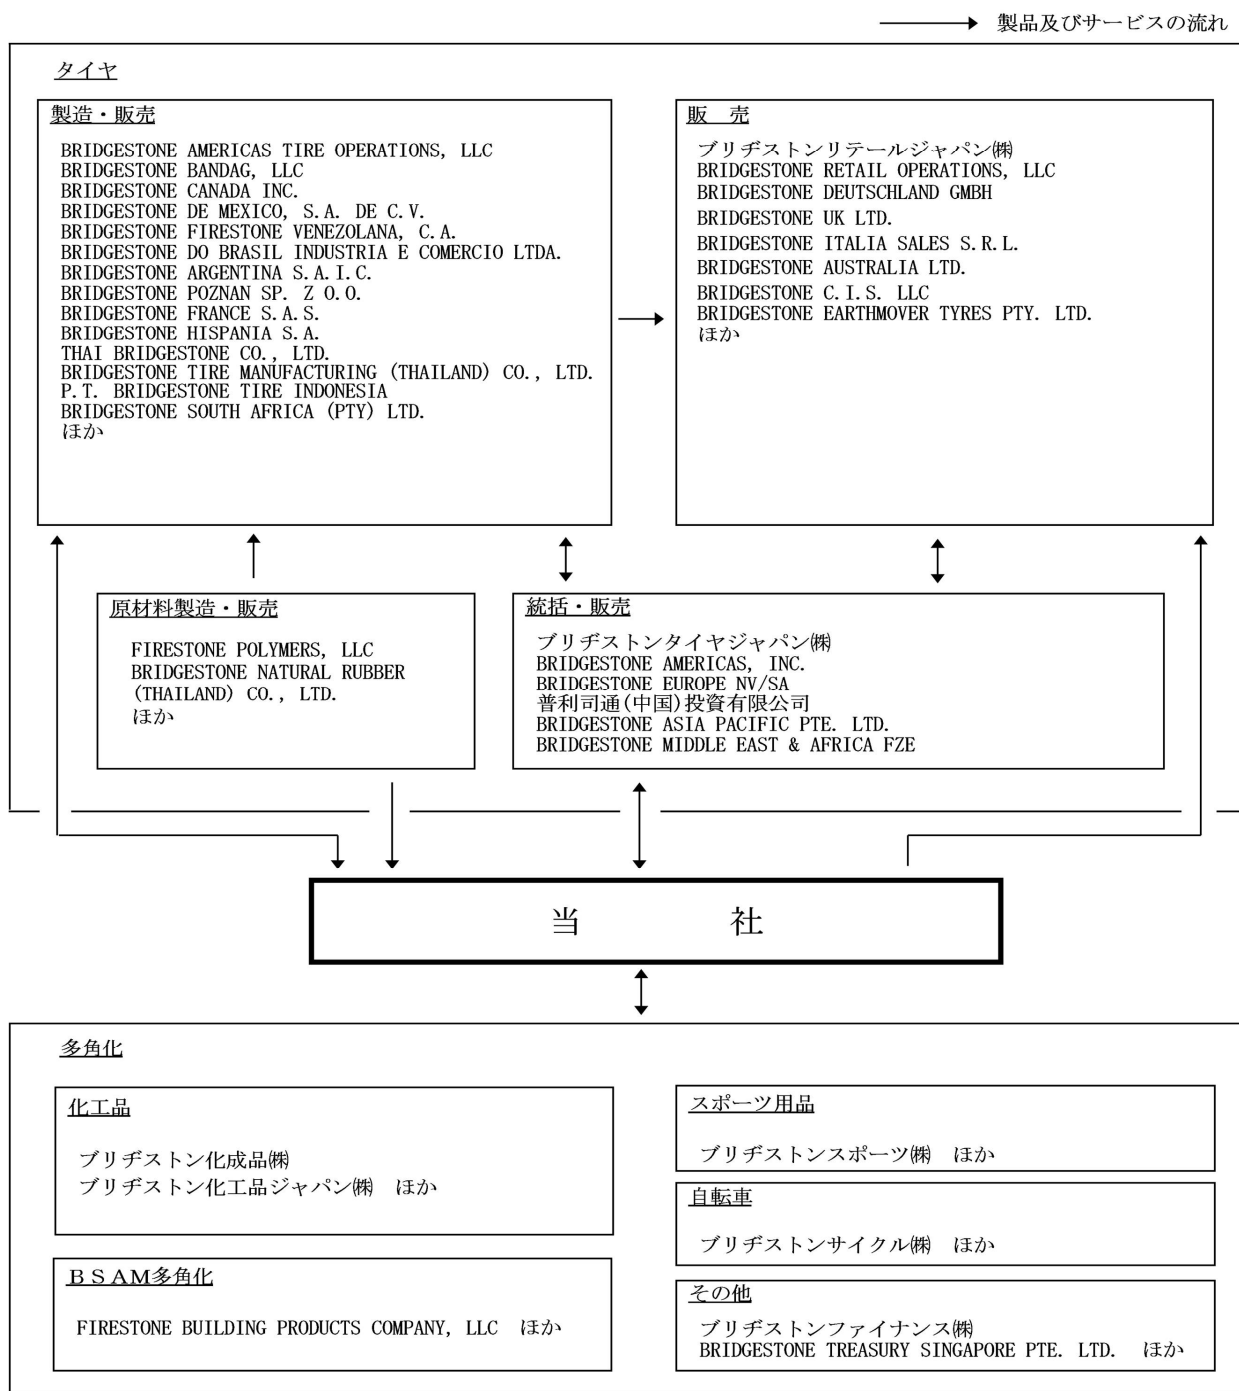 製品及びサービスの流れ
タイヤ
製造・販売
BRIDGESTONE AMERICAS TIRE OPERATIONS, LLC
BRIDGESTONE BANDAG, LLC
BRIDGESTONE CANADA INC.
BRIDGESTONE DE MEXICO, S.A. DE C.V.
BRIDGESTONE FIRESTONE VENEZOLANA, C.A.
BRIDGESTONE DO BRASIL INDUSTRIA E COMERCIO LTDA.
BRIDGESTONE ARGENTINA S.A.I.C.
BRIDGESTONE POZNAN SP. Z O.O.
BRIDGESTONE FRANCE S.A.S.
BRIDGESTONE HISPANIA S.A.
THAI BRIDGESTONE CO., LTD.
BRIDGESTONE TIRE MANUFACTURING (THAILAND) CO., LTD.
P.T. BRIDGESTONE TIRE INDONESIA
BRIDGESTONE SOUTH AFRICA (PTY) LTD.
ほか
販　売
ブリヂストンリテールジャパン㈱
BRIDGESTONE RETAIL OPERATIONS, LLC
BRIDGESTONE DEUTSCHLAND GMBH
BRIDGESTONE UK LTD.
BRIDGESTONE ITALIA SALES S.R.L.
BRIDGESTONE AUSTRALIA LTD.
BRIDGESTONE C.I.S. LLC
BRIDGESTONE EARTHMOVER TYRES PTY. LTD.
ほか
原材料製造・販売
FIRESTONE POLYMERS, LLC
BRIDGESTONE NATURAL RUBBER
(THAILAND) CO., LTD.
ほか
統括・販売
ブリヂストンタイヤジャパン㈱
BRIDGESTONE AMERICAS, INC.
BRIDGESTONE EUROPE NV/SA
普利司通(中国)投資有限公司
BRIDGESTONE ASIA PACIFIC PTE. LTD.
BRIDGESTONE MIDDLE EAST & AFRICA FZE
当　　　社
多角化
化工品
ブリヂストン化成品㈱
ブリヂストン化工品ジャパン㈱　ほか
ＢＳＡＭ多角化
FIRESTONE BUILDING PRODUCTS COMPANY, LLC　ほか
スポーツ用品
ブリヂストンスポーツ㈱　ほか
自転車
ブリヂストンサイクル㈱　ほか
その他
ブリヂストンファイナンス㈱
BRIDGESTONE TREASURY SINGAPORE PTE. LTD.　ほか